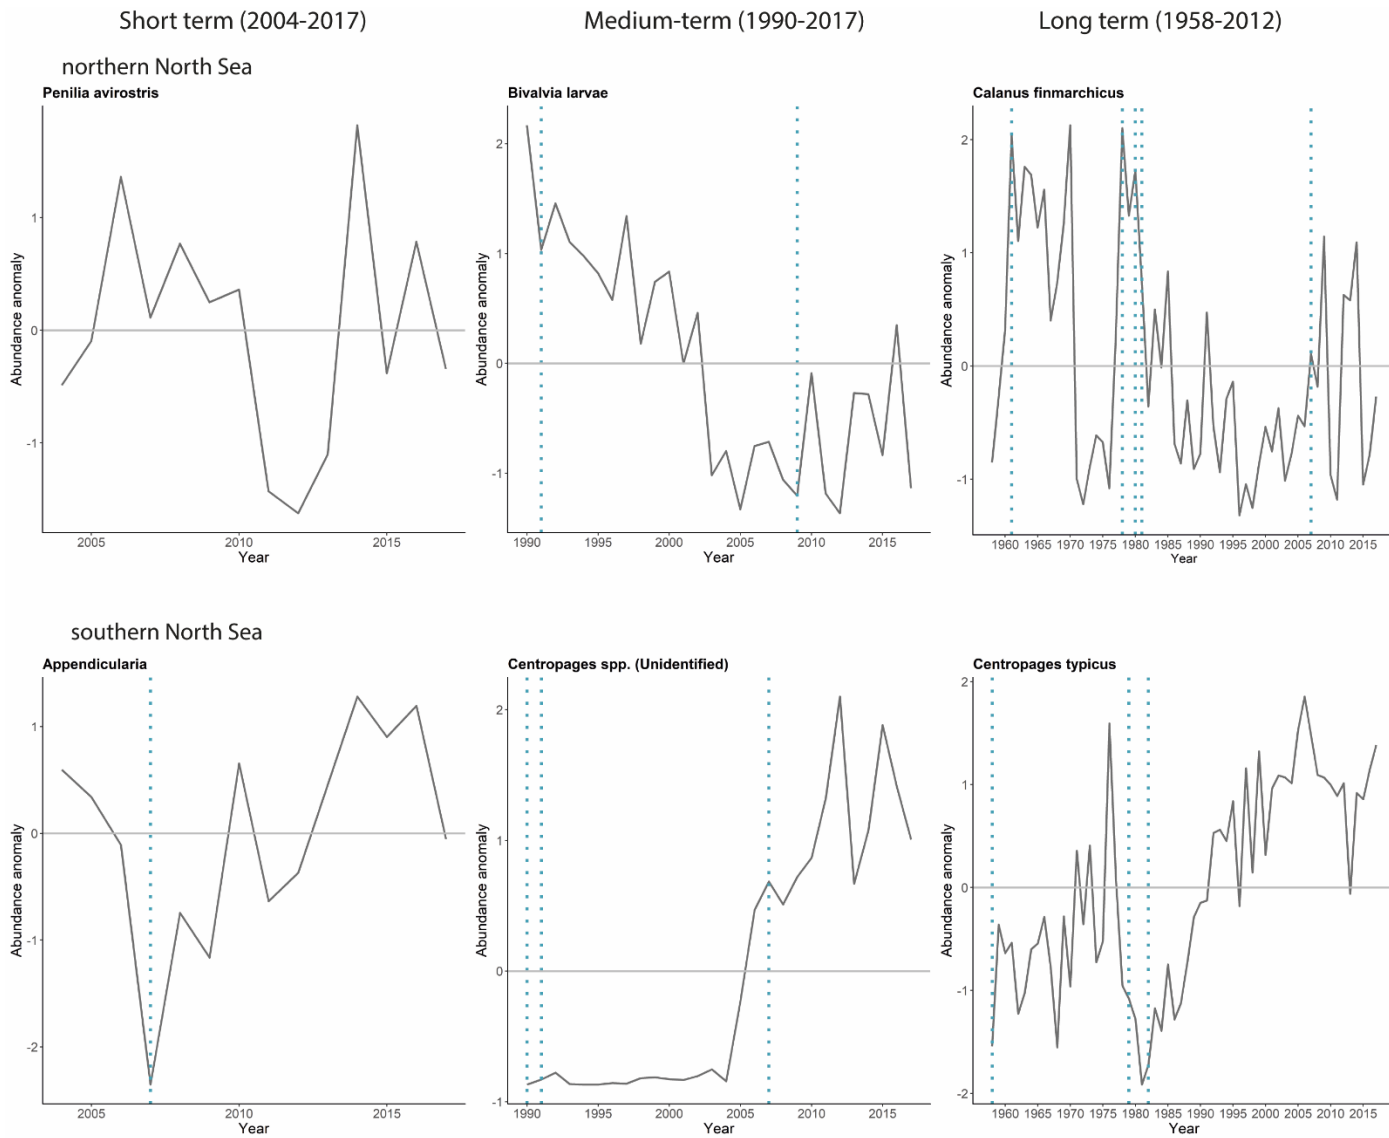 Short term (2004-2017)
Medium-term (1990-2017)
Long term (1958-2012)
northern North Sea
Penilia avirostris
Abundance anomaly
1
0
-1
2005
2010
2015
Year
Bivalvia larvae
Abundance anomaly
2
1
0
-1
1990
1995
2000
2005
2010
2015
Year
Calanus finmarchicus
Abundance anomaly
2
1
0
-1
1960
1965
1970
1975
1980
1985
1990
1995
2000
2005
2010
2015
Year
southern North Sea
Appendicularia
Abundance anomaly
1
0
-1
-2
2005
2010
2015
Year
Centropages spp. (Unidentified)
Abundance anomaly
2
1
0
-1
1990
1995
2000
2005
2010
2015
Year
Centropages typicus
Abundance anomaly
2
1
0
-1
-2
1960
1965
1970
1975
1980
1985
1990
1995
2000
2005
2010
2015
Year